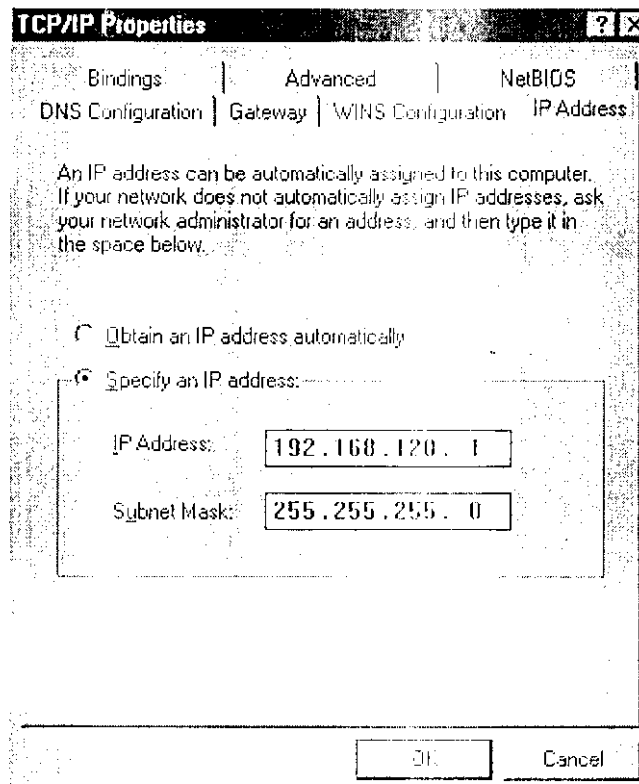 TCP/IP Properties
Bindings Advanced NetBIOS
DNS Configuration Gateway WINS Configuration IP Address
An IP address can be automatically assigned to this computer.
If your network does not automatically assign IP addresses, ask
your network administrator for an address, and then type it in
the space below.
Obtain an IP address automatically
Specify an IP address:
IP Address: 192.168.120. 1
Subnet Mask: 255.255.255. 0
OK Cancel